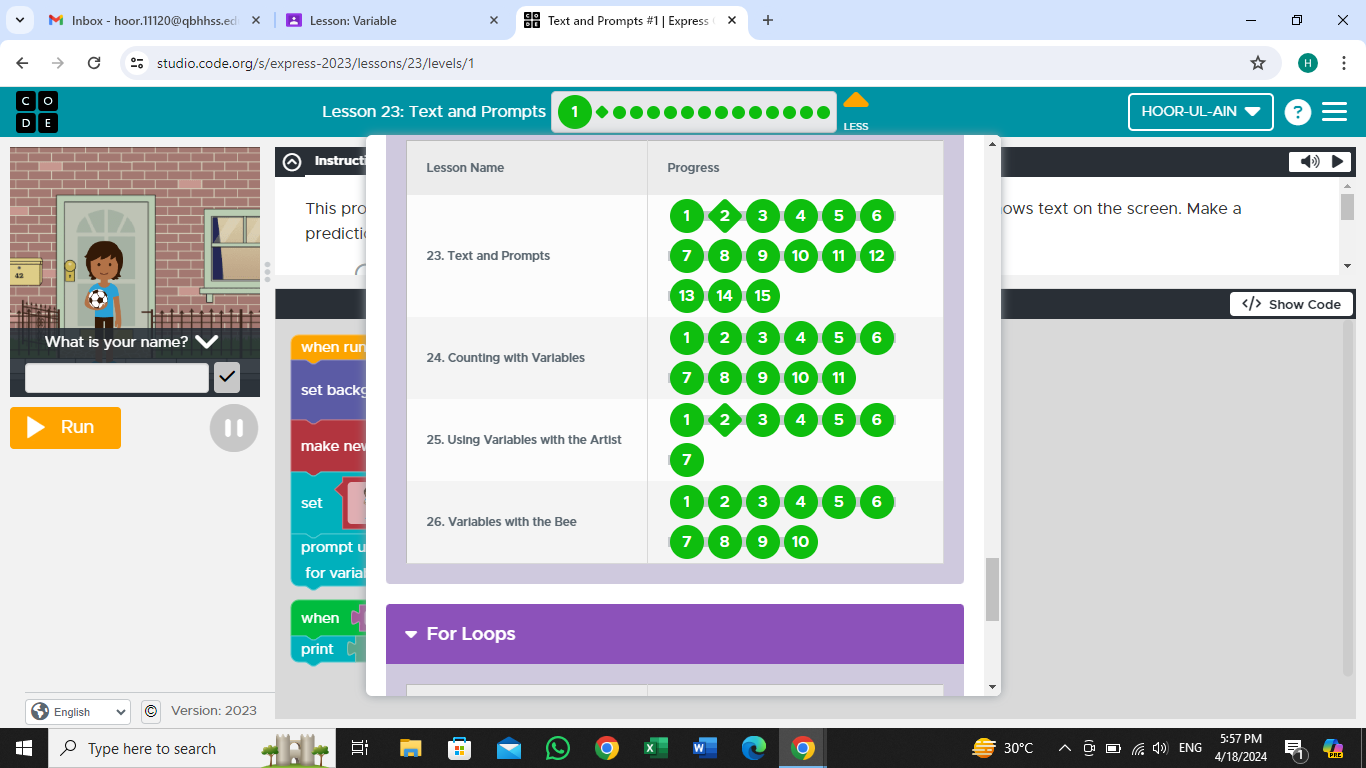 Inbox - hoor.11120@qbhhss.ed
Lesson: Variable
Text and Prompts #1 | Express
studio.code.org/s/express-2023/lessons/23/levels/1
H
C O
D E
Lesson 23: Text and Prompts
1
LESS
HOOR-UL-AIN
?
Instructi
This pro
ows text on the screen. Make a
predictio
Show Code
42
What is your name?
Run
when run
set backg
make new
set
prompt u
for varial
when
print
Lesson Name Progress
23. Text and Prompts
1 2 3 4 5 6
7 8 9 10 11 12
13 14 15
24. Counting with Variables
1 2 3 4 5 6
7 8 9 10 11
25. Using Variables with the Artist
1 2 3 4 5 6
7
26. Variables with the Bee
1 2 3 4 5 6
7 8 9 10
For Loops
English
©
Version: 2023
Type here to search
30°C
ENG
5:57 PM
4/18/2024
1
PRE